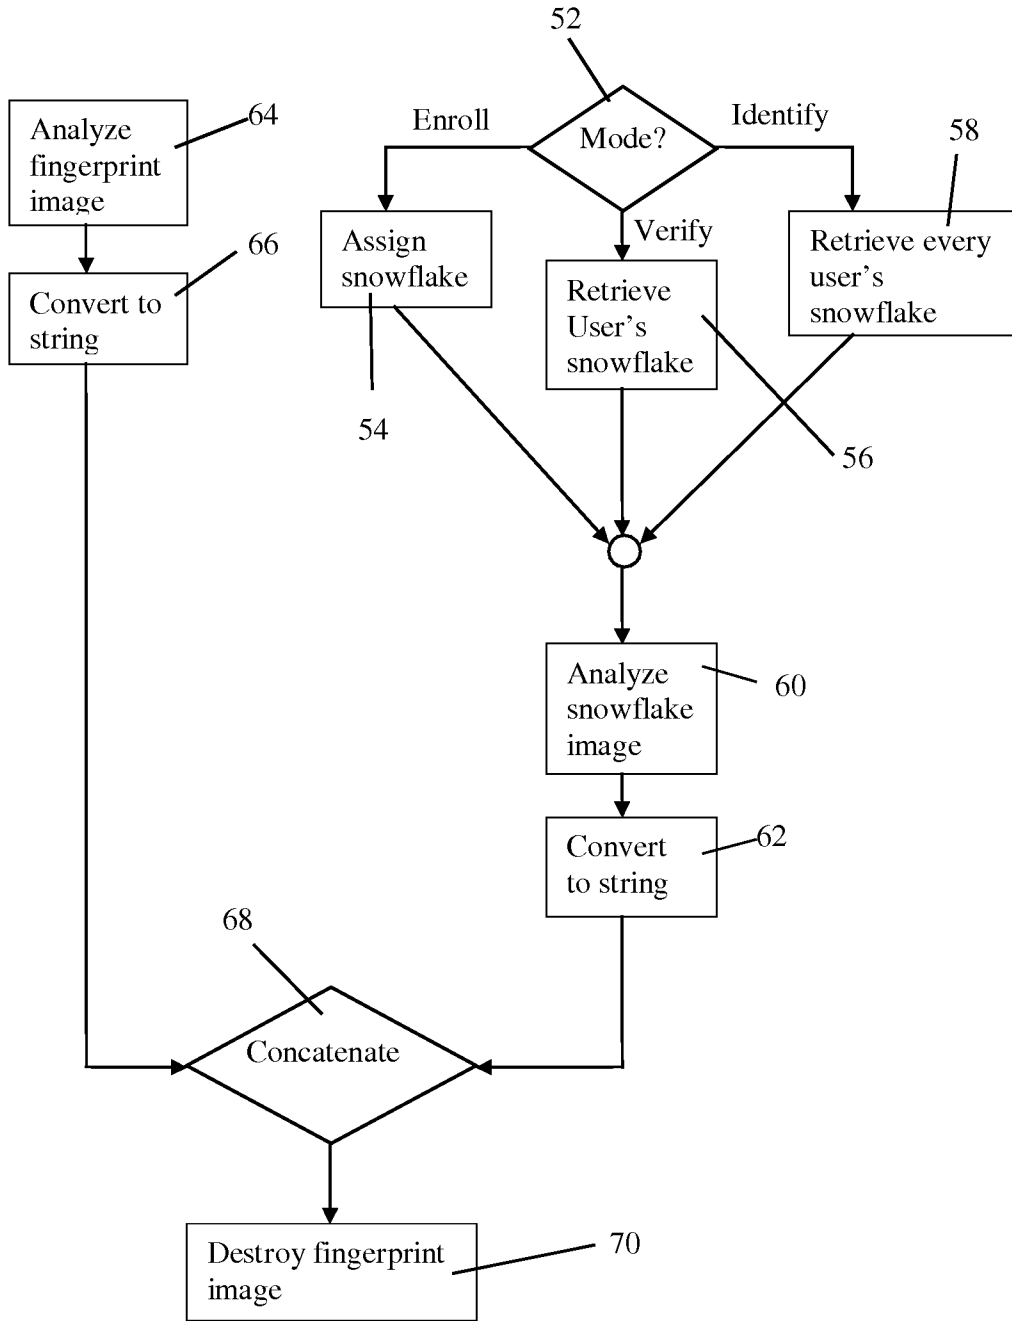 52
64
Enroll
Identify
58
Mode?
Analyze
fingerprint
image
66
Assign
snowflake
Verify
Retrieve every
user's
snowflake
Convert to
string
Retrieve
User's
snowflake
54
56
Analyze
snowflake
image
60
Convert
to string
62
68
Concatenate
Destroy fingerprint
image
70